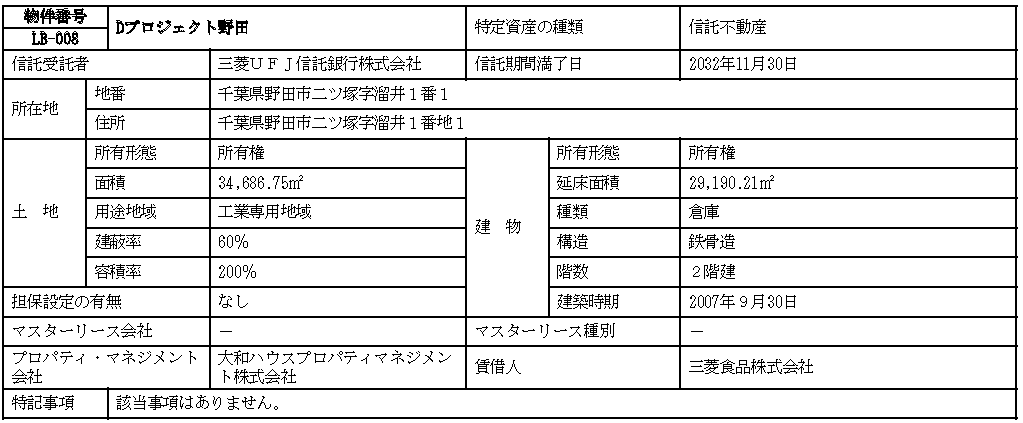 物件番号
LB-008
Dプロジェクト野田
特定資産の種類
信託不動産
信託受託者
三菱ＵＦＪ信託銀行株式会社
信託期間満了日
2032年11月30日
所在地
地番
千葉県野田市二ツ塚字溜井１番１
住所
千葉県野田市二ツ塚字溜井１番地１
土　地
所有形態
所有権
面積
34,686.75㎡
用途地域
工業専用地域
建蔽率
60％
容積率
200％
建　物
所有形態
所有権
延床面積
29,190.21㎡
種類
倉庫
構造
鉄骨造
階数
２階建
建築時期
2007年９月30日
担保設定の有無
なし
マスターリース会社
－
マスターリース種別
－
プロパティ・マネジメント
会社
大和ハウスプロパティマネジメン
ト株式会社
賃借人
三菱食品株式会社
特記事項
該当事項はありません。